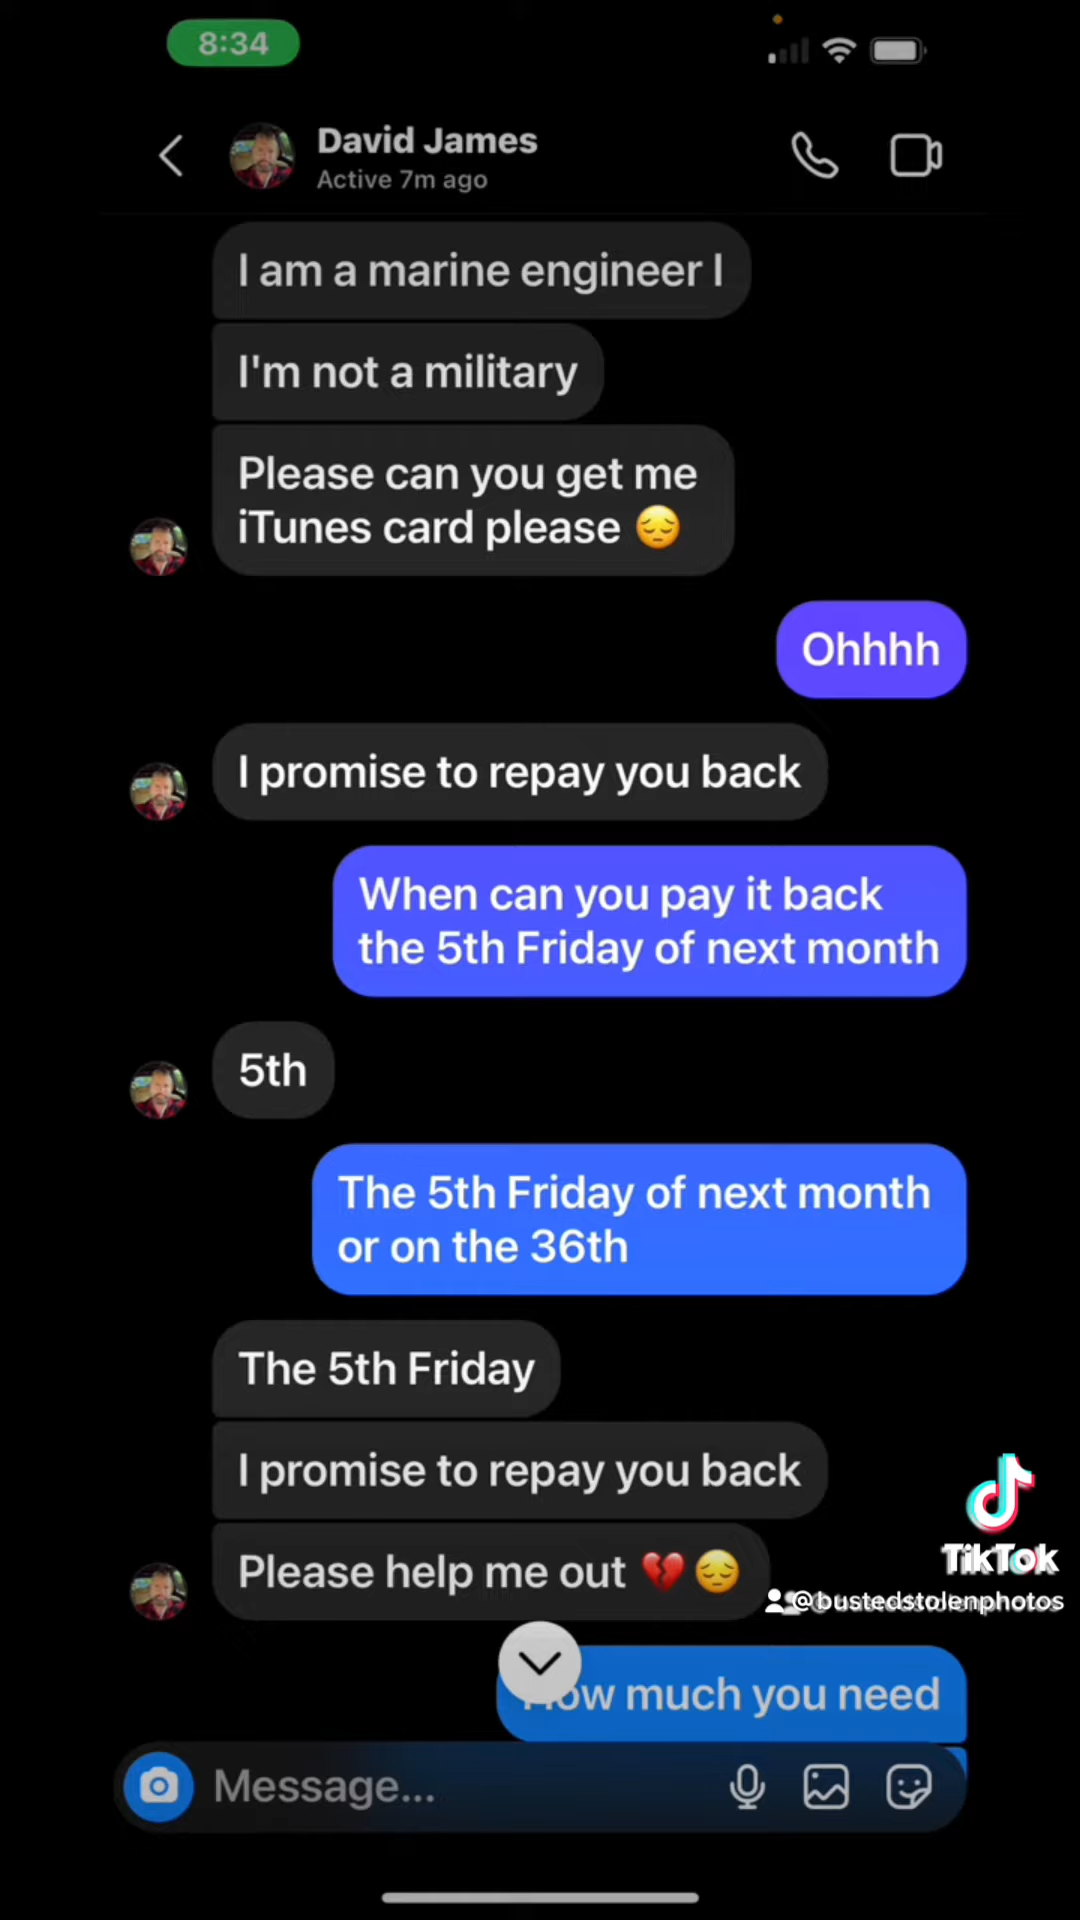 8:34
David James
Active 7m ago
I am a marine engineer I
I'm not a military
Please can you get me
iTunes card please 😔
Ohhhh
I promise to repay you back
When can you pay it back
the 5th Friday of next month
5th
The 5th Friday of next month
or on the 36th
The 5th Friday
I promise to repay you back
Please help me out 💔😔
TikTok
@bustedstolenphotos
much you need
Message...